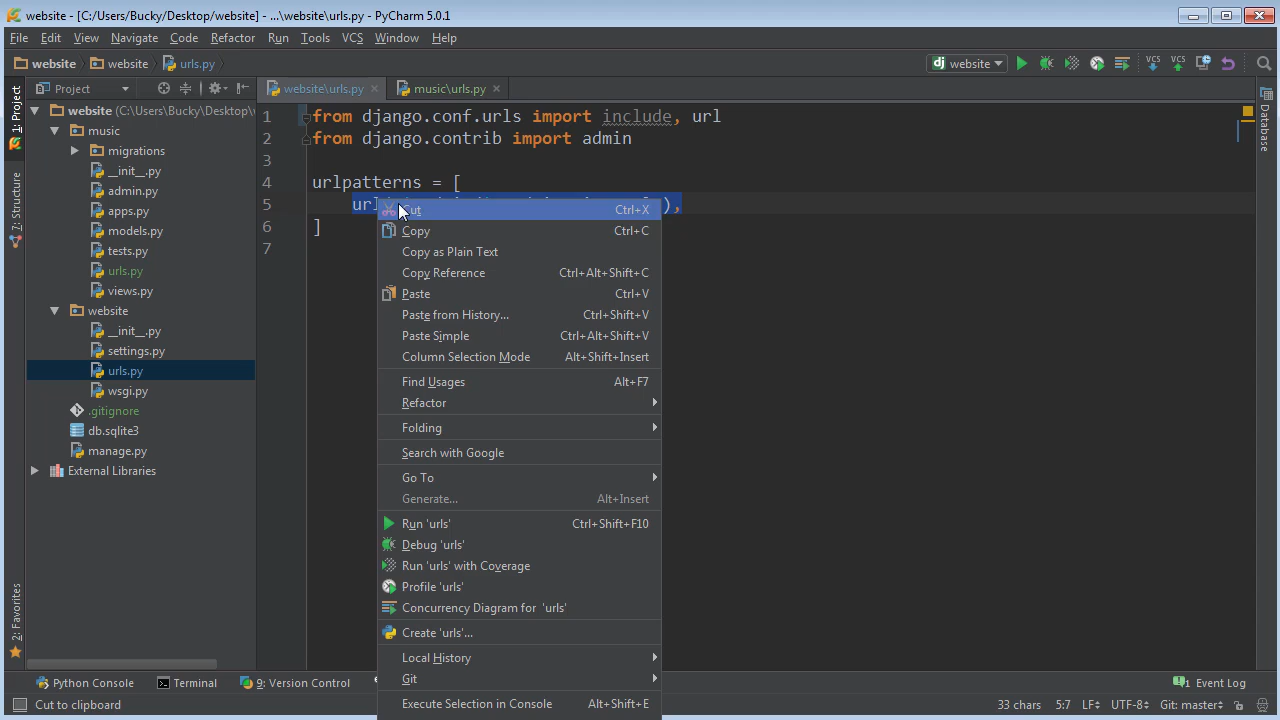 website - [C:/Users/Bucky/Desktop/website] - ...\website\urls.py - PyCharm 5.0.1
File Edit View Navigate Code Refactor Run Tools VCS Window Help
website website urls.py
website
Project
website\urls.py
music\urls.py
1: Project
7: Structure
2: Favorites
website (C:\Users\Bucky\Desktop\
music
migrations
__init__.py
admin.py
apps.py
models.py
tests.py
urls.py
views.py
website
__init__.py
settings.py
urls.py
wsgi.py
.gitignore
db.sqlite3
manage.py
External Libraries
1 from django.conf.urls import include, url
2 from django.contrib import admin
3
4 urlpatterns = [
5 url ),
6 ]
7
Cut Ctrl+X
Copy Ctrl+C
Copy as Plain Text
Copy Reference Ctrl+Alt+Shift+C
Paste Ctrl+V
Paste from History... Ctrl+Shift+V
Paste Simple Ctrl+Alt+Shift+V
Column Selection Mode Alt+Shift+Insert
Find Usages Alt+F7
Refactor
Folding
Search with Google
Go To
Generate... Alt+Insert
Run 'urls' Ctrl+Shift+F10
Debug 'urls'
Run 'urls' with Coverage
Profile 'urls'
Concurrency Diagram for 'urls'
Create 'urls'...
Local History
Git
Execute Selection in Console Alt+Shift+E
Database
Python Console Terminal 9: Version Control
1 Event Log
Cut to clipboard
33 chars 5:7 LF UTF-8 Git: master